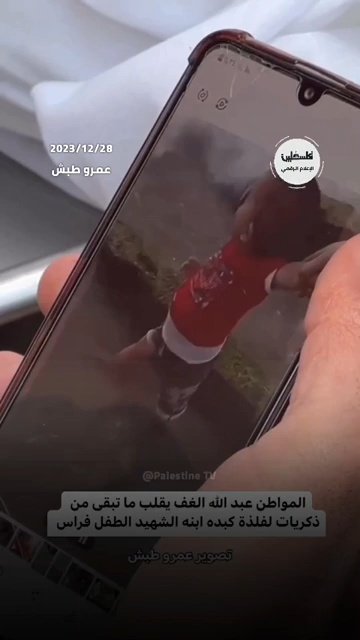 2023/12/28
عمرو طبش
فلسطين
الإعلام الرقمي
@Palestine TV
المواطن عبد الله الغف يقلب ما تبقى من
ذكريات لفلذة كبده ابنه الشهيد الطفل فراس
تصوير عمرو طبش